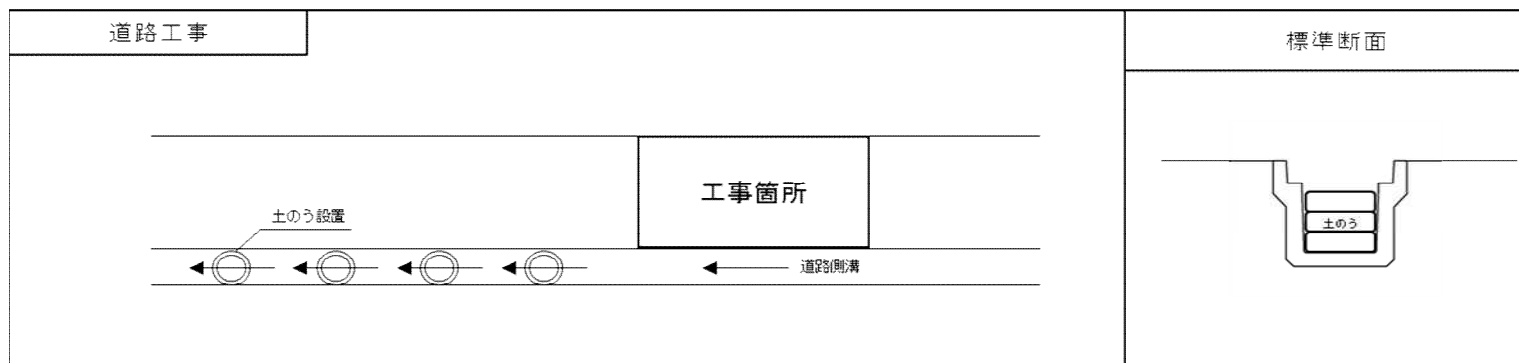 道路工事
標準断面
工事箇所
土のう設置
道路側溝
土のう